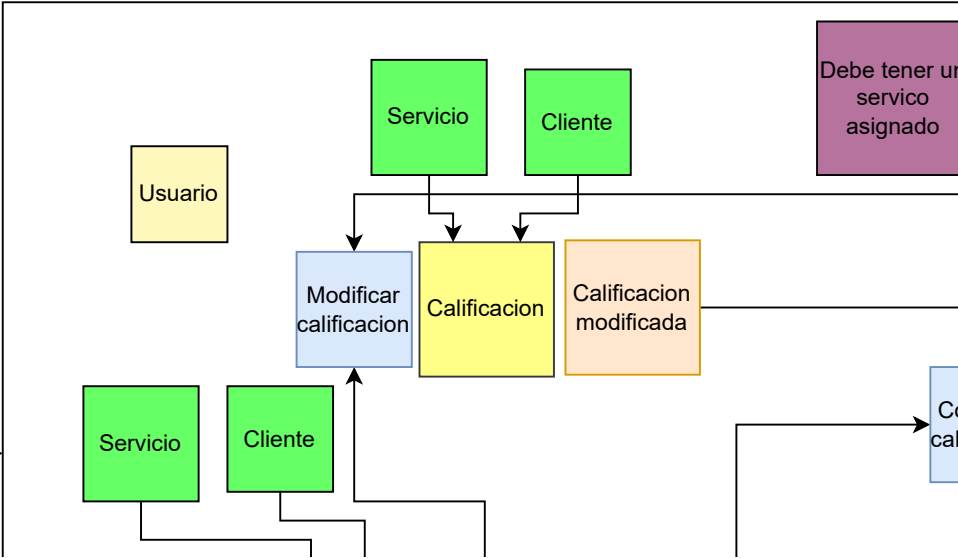 Debe tener un
servico
asignado
Servicio
Cliente
Usuario
Modificar
calificacion
Calificacion
Calificacion
modificada
Servicio
Cliente